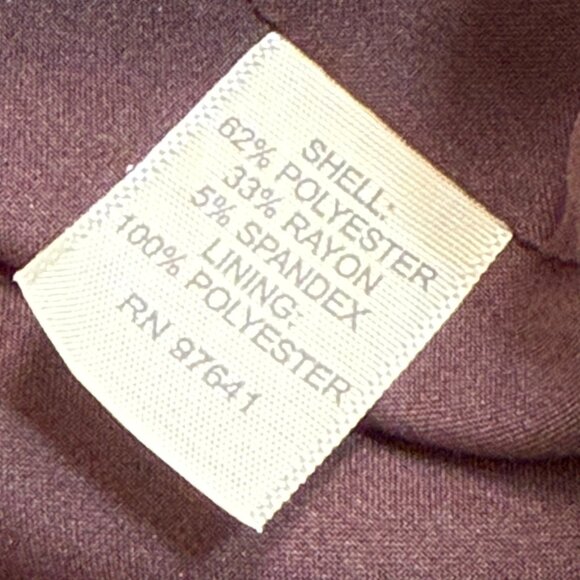 SHELL:
62% POLYESTER
33% RAYON
5% SPANDEX
LINING:
100% POLYESTER
RN 97641